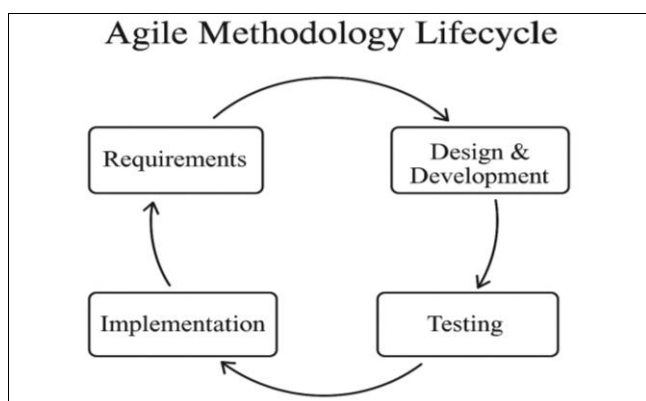 Agile Methodology Lifecycle
Requirements
Design &
Development
Implementation
Testing